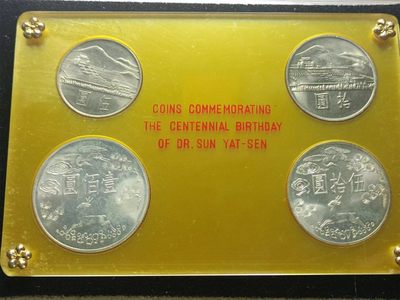 伍
圓
拾
圓
COINS COMMEMORATING
THE CENTENNIAL BIRTHDAY
OF DR. SUN YAT-SEN
圓佰壹
圓拾伍